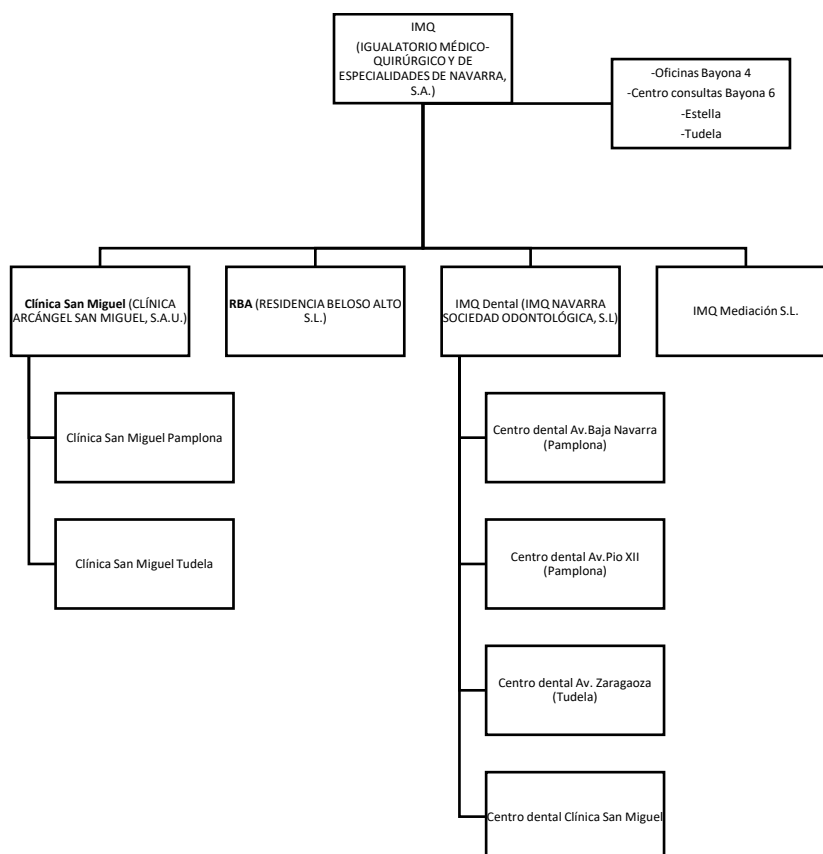 IMQ
(IGUALATORIO MÉDICO-
QUIRÚRGICO Y DE
ESPECIALIDADES DE NAVARRA,
S.A.)
-Oficinas Bayona 4
-Centro consultas Bayona 6
-Estella
-Tudela
Clínica San Miguel (CLÍNICA
ARCÁNGEL SAN MIGUEL, S.A.U.)
RBA (RESIDENCIA BELOSO ALTO
S.L.)
IMQ Dental (IMQ NAVARRA
SOCIEDAD ODONTOLÓGICA, S.L)
IMQ Mediación S.L.
Clínica San Miguel Pamplona
Clínica San Miguel Tudela
Centro dental Av.Baja Navarra
(Pamplona)
Centro dental Av.Pio XII
(Pamplona)
Centro dental Av. Zaragaoza
(Tudela)
Centro dental Clínica San Miguel